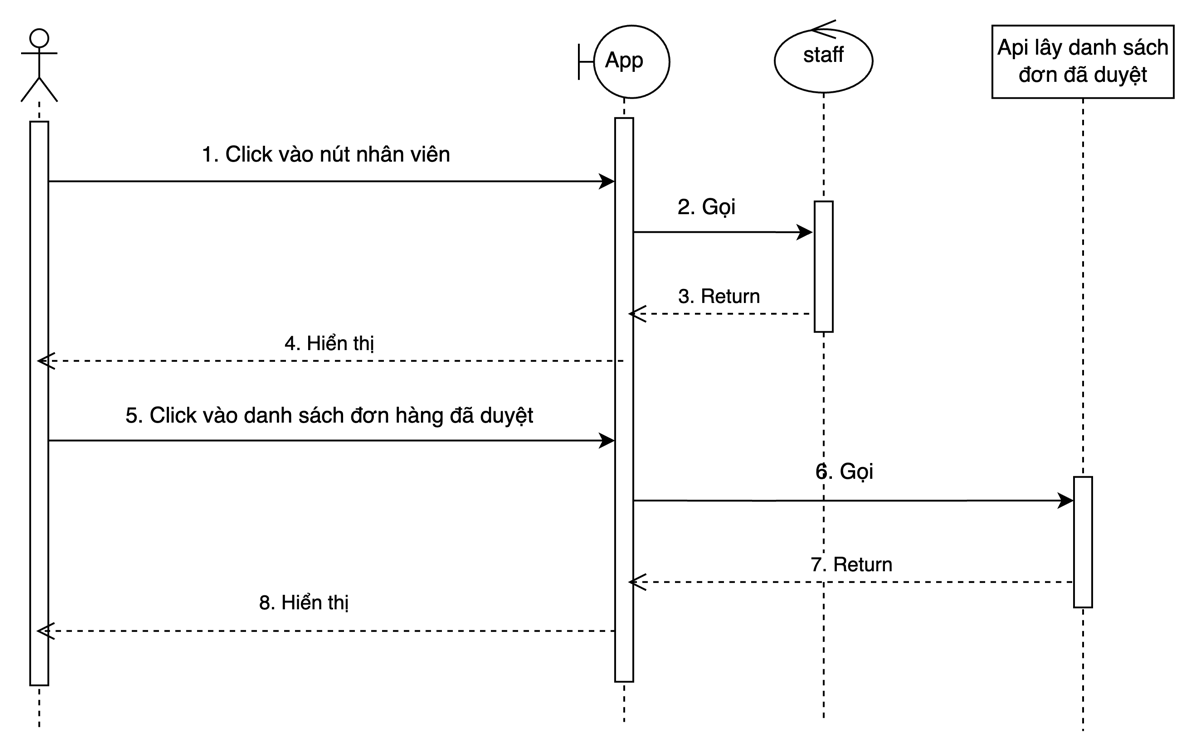 App
staff
Api lây danh sách
đơn đã duyệt
1. Click vào nút nhân viên
2. Gọi
3. Return
4. Hiển thị
5. Click vào danh sách đơn hàng đã duyệt
6. Gọi
7. Return
8. Hiển thị